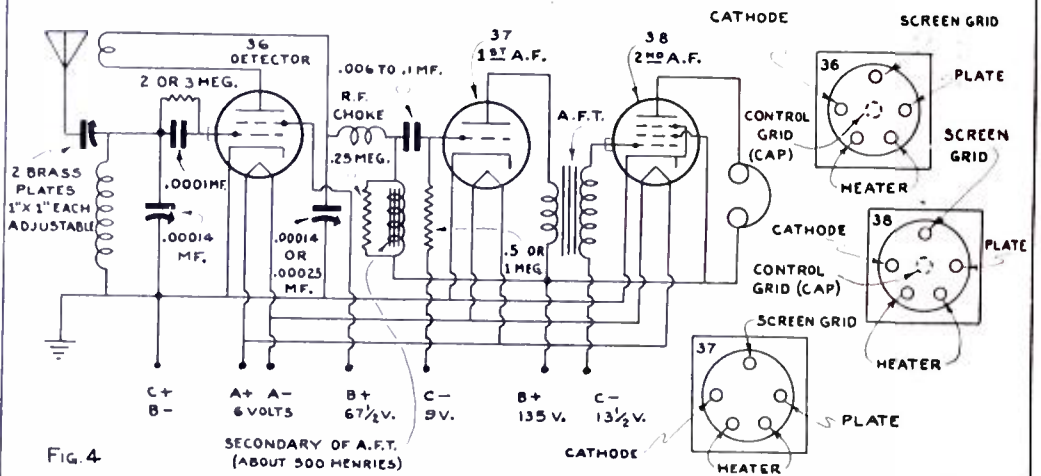 36
DETECTOR
2 OR 3 MEG.
.0001MF.
2 BRASS
PLATES
1"X 1" EACH
ADJUSTABLE
.00014
MF.
.006 TO .1 MF.
R.F.
CHOKE
.25 MEG.
.00014
OR
.00025
MF.
37
1ST A.F.
.5 OR
1 MEG.
A.F.T.
38
2ND A.F.
C+
B-
A+ A-
6 VOLTS
B+
67½ V.
C-
9V.
B+
135 V.
C-
13½ V.
SECONDARY OF A.F.T.
(ABOUT 500 HENRIES)
FIG. 4
CATHODE
SCREEN GRID
36
PLATE
CONTROL
GRID
(CAP)
HEATER
SCREEN
GRID
38
CATHODE
PLATE
CONTROL
GRID (CAP)
HEATER
SCREEN GRID
37
PLATE
CATHODE
HEATER